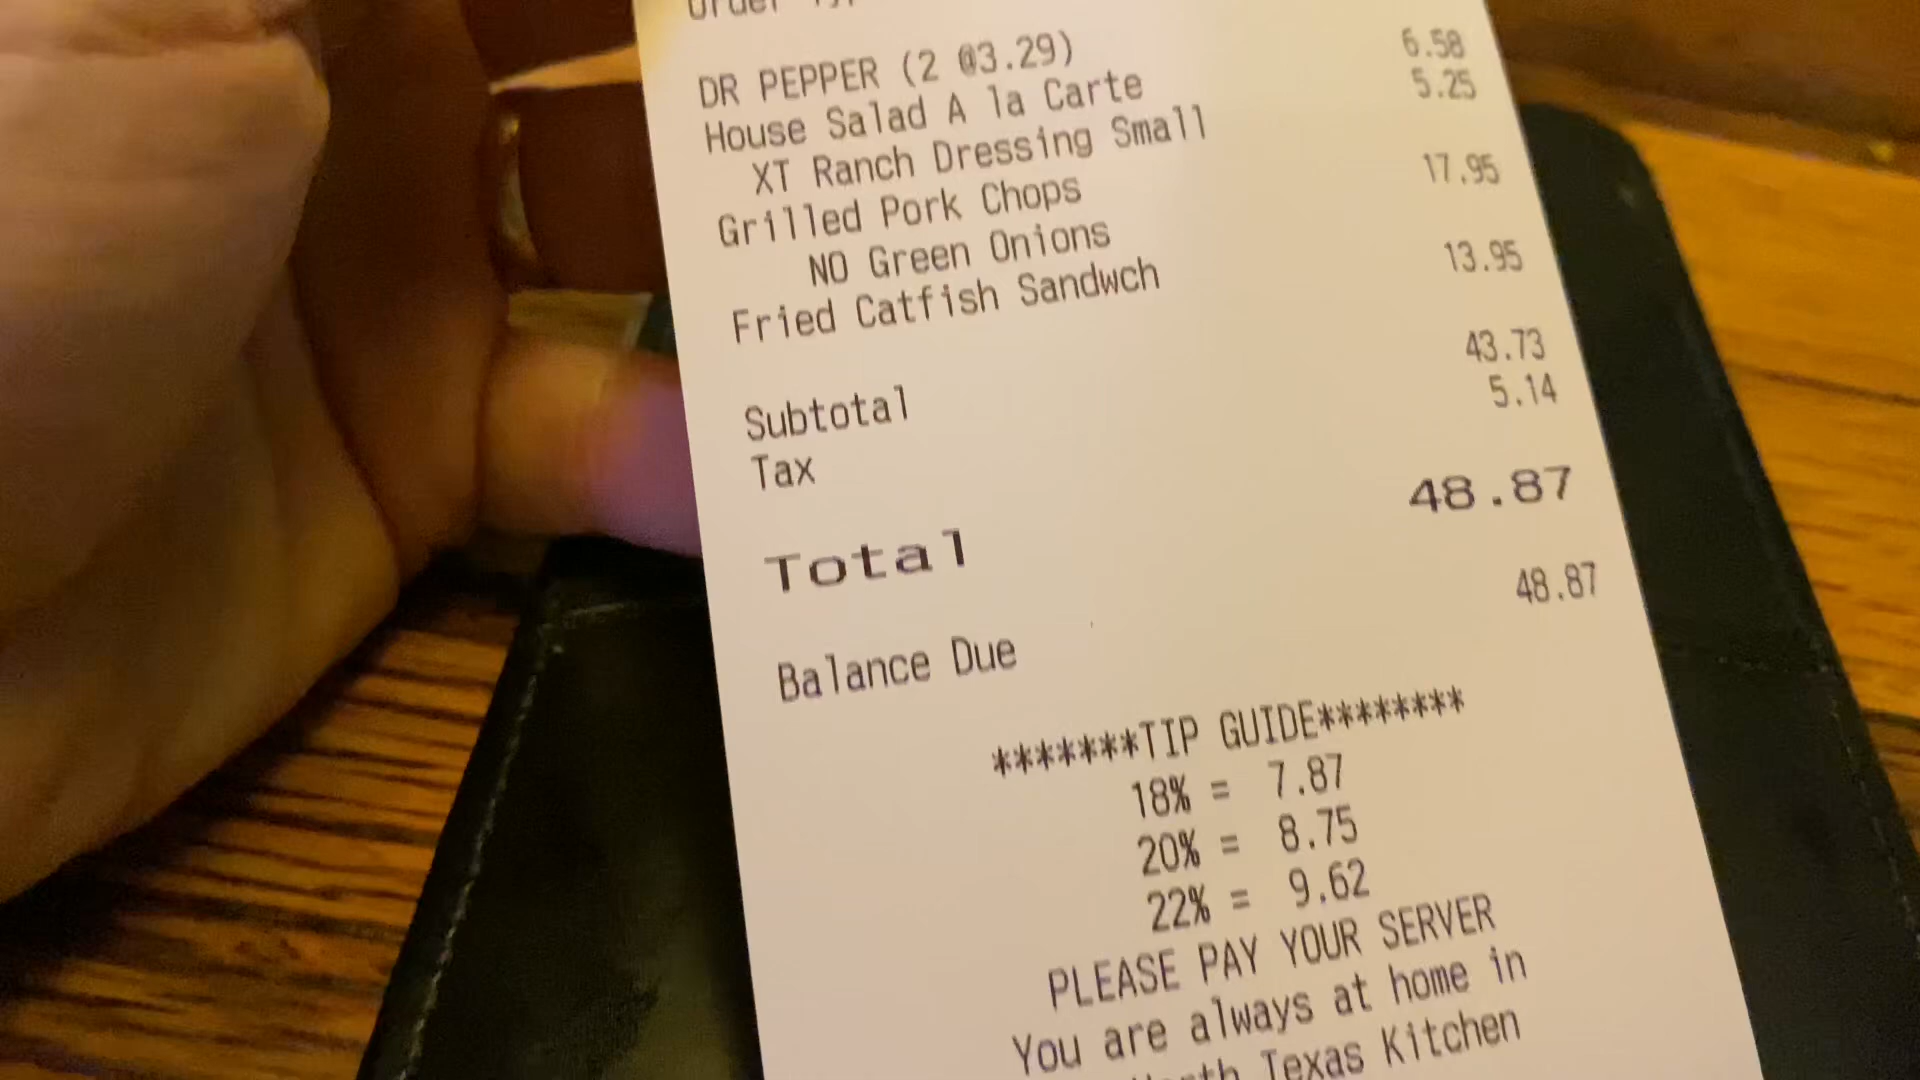 Order
DR PEPPER (2 @3.29) 6.58
House Salad A la Carte 5.25
XT Ranch Dressing Small
Grilled Pork Chops 17.95
NO Green Onions
Fried Catfish Sandwch 13.95
Subtotal 43.73
Tax 5.14
Total 48.87
Balance Due 48.87
*******TIP GUIDE********
18% = 7.87
20% = 8.75
22% = 9.62
PLEASE PAY YOUR SERVER
You are always at home in
Texas Kitchen